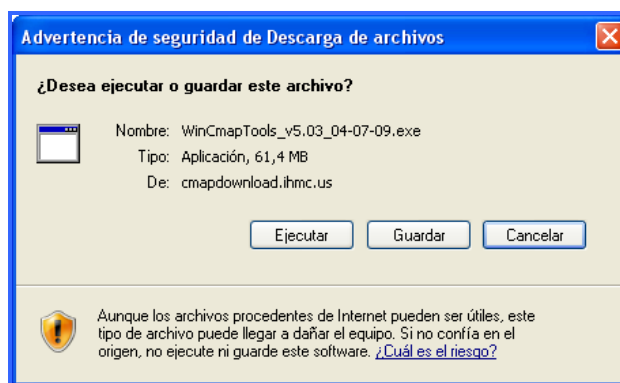 Advertencia de seguridad de Descarga de archivos
¿Desea ejecutar o guardar este archivo?
Nombre: WinCmapTools_v5.03_04-07-09.exe
Tipo: Aplicación, 61,4 MB
De: cmapdownload.ihmc.us
Ejecutar Guardar Cancelar
Aunque los archivos procedentes de Internet pueden ser útiles, este
tipo de archivo puede llegar a dañar el equipo. Si no confía en el
origen, no ejecute ni guarde este software. ¿Cuál es el riesgo?